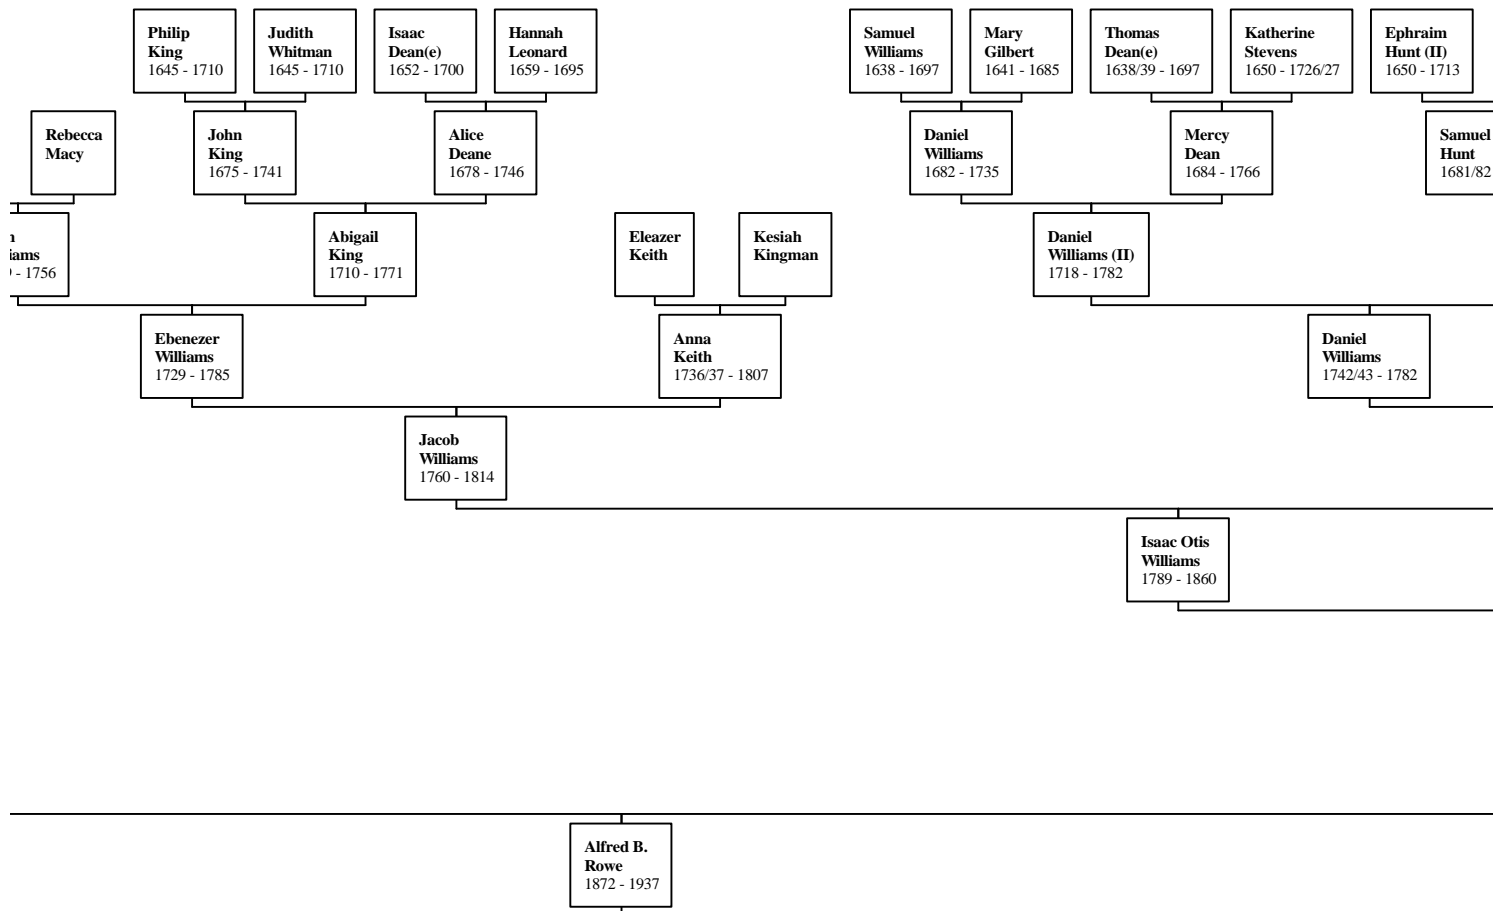 Philip
King
1645 - 1710
Judith
Whitman
1645 - 1710
Isaac
Dean(e)
1652 - 1700
Hannah
Leonard
1659 - 1695
Samuel
Williams
1638 - 1697
Mary
Gilbert
1641 - 1685
Thomas
Dean(e)
1638/39 - 1697
Katherine
Stevens
1650 - 1726/27
Ephraim
Hunt (II)
1650 - 1713
Rebecca
Macy
John
King
1675 - 1741
Alice
Deane
1678 - 1746
Daniel
Williams
1682 - 1735
Mercy
Dean
1684 - 1766
Samuel
Hunt
1681/82
iams
- 1756
Abigail
King
1710 - 1771
Eleazer
Keith
Kesiah
Kingman
Daniel
Williams (II)
1718 - 1782
Ebenezer
Williams
1729 - 1785
Anna
Keith
1736/37 - 1807
Daniel
Williams
1742/43 - 1782
Jacob
Williams
1760 - 1814
Isaac Otis
Williams
1789 - 1860
Alfred B.
Rowe
1872 - 1937